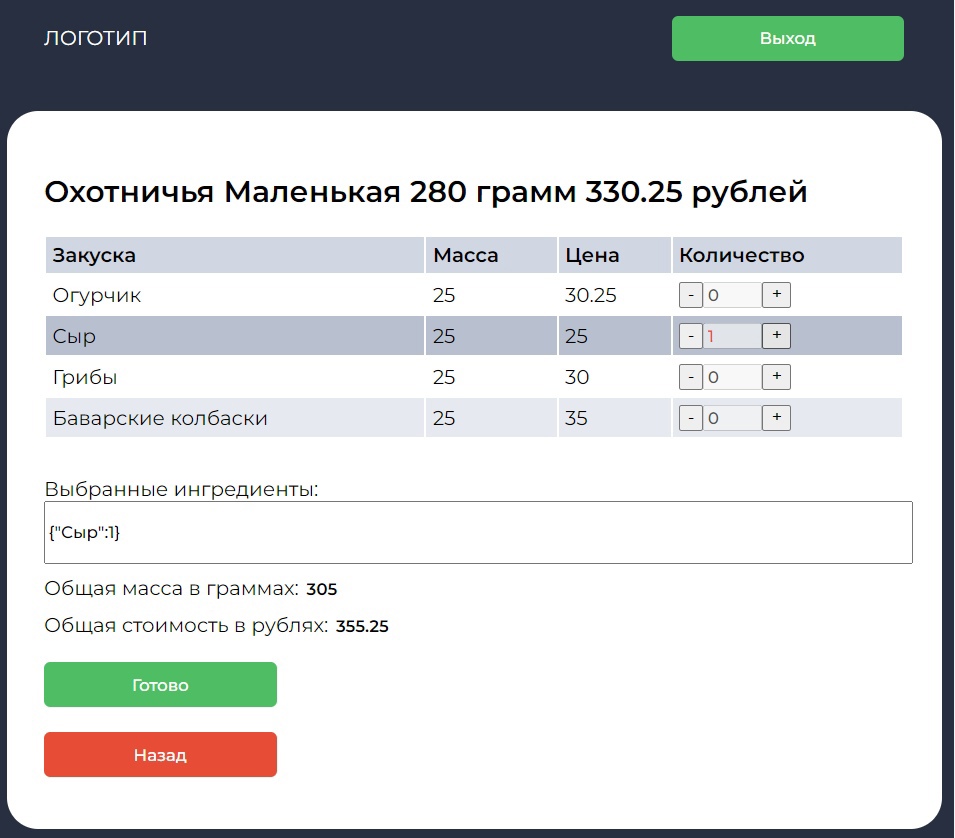 ЛОГОТИП Выход
Охотничья Маленькая 280 грамм 330.25 рублей
Закуска Масса Цена Количество
Огурчик 25 30.25 - 0 +
Сыр 25 25 - 1 +
Грибы 25 30 - 0 +
Баварские колбаски 25 35 - 0 +
Выбранные ингредиенты:
{"Сыр":1}
Общая масса в граммах: 305
Общая стоимость в рублях: 355.25
Готово
Назад